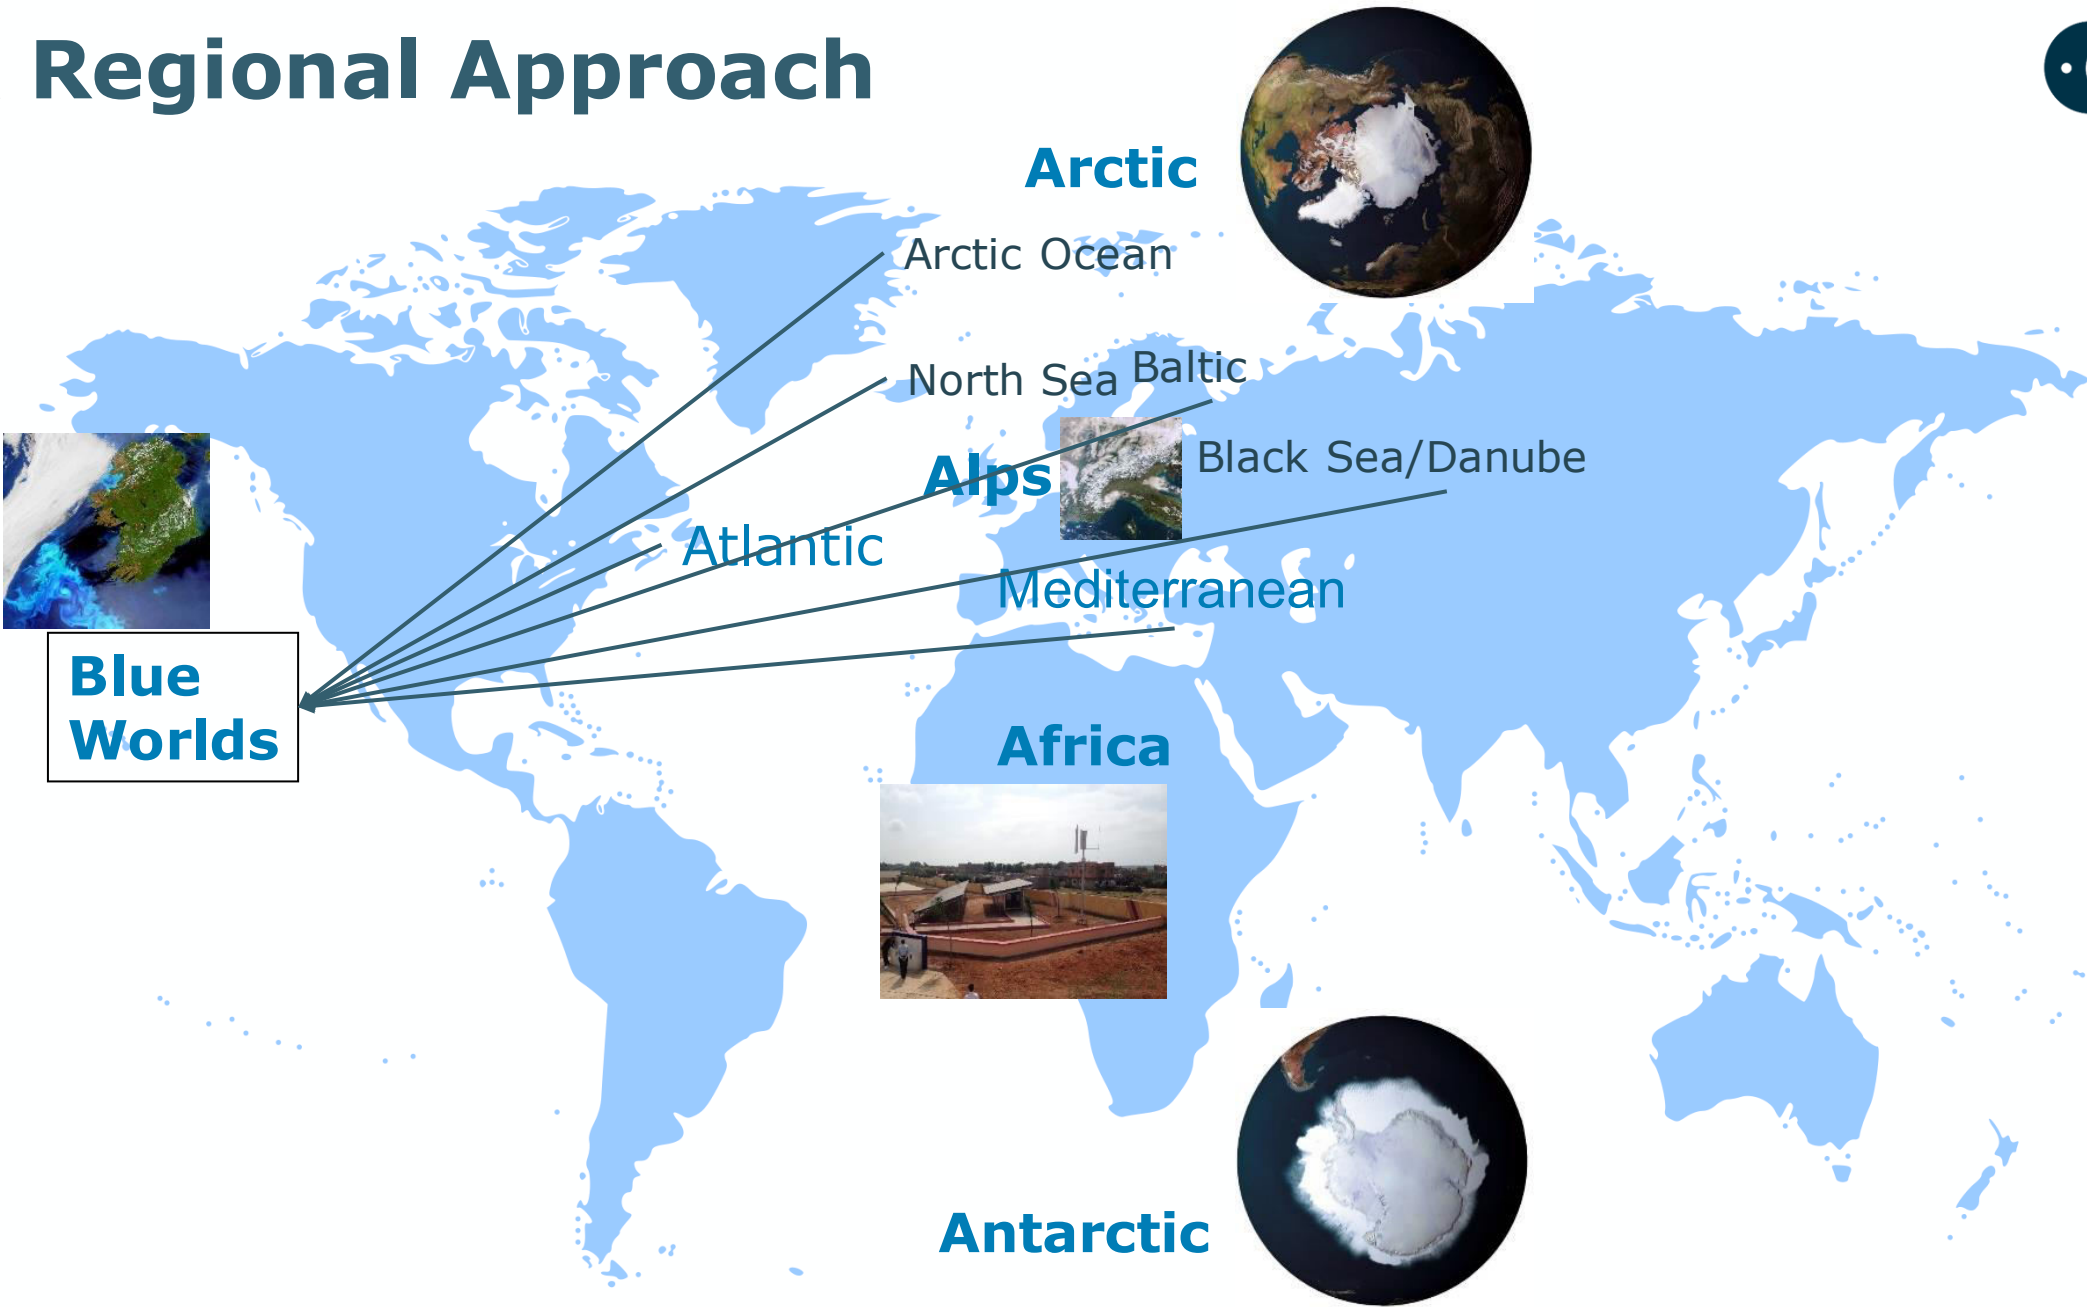 Regional Approach
Arctic
Arctic Ocean
North Sea
Baltic
Alps
Black Sea/Danube
Atlantic
Mediterranean
Blue
Worlds
Africa
Antarctic